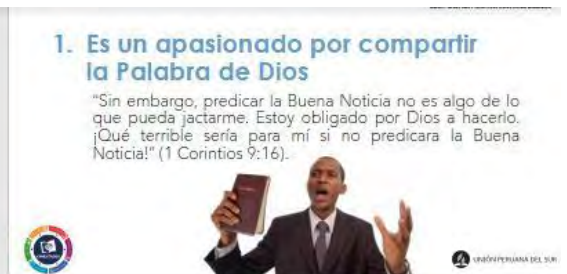 1. Es un apasionado por compartir
la Palabra de Dios
"Sin embargo, predicar la Buena Noticia no es algo de lo
que pueda jactarme. Estoy obligado por Dios a hacerlo.
¡Qué terrible sería para mí si no predicara la Buena
Noticia!" (1 Corintios 9:16).
UNIÓN PERUANA DEL SUR